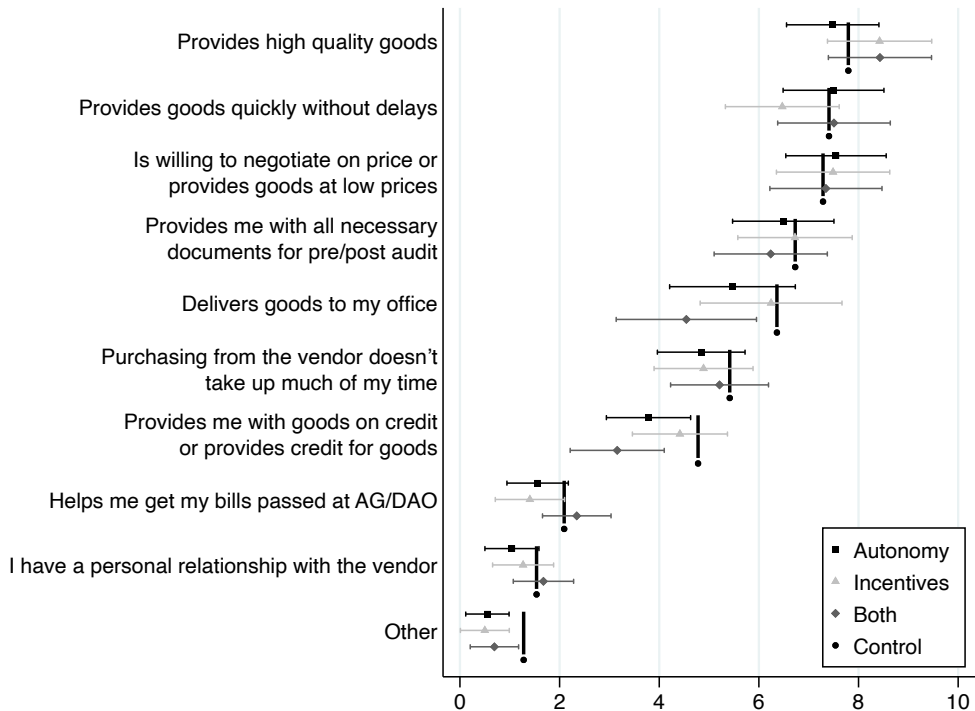 Provides high quality goods
Provides goods quickly without delays
Is willing to negotiate on price or
provides goods at low prices
Provides me with all necessary
documents for pre/post audit
Delivers goods to my office
Purchasing from the vendor doesn’t
take up much of my time
Provides me with goods on credit
or provides credit for goods
Helps me get my bills passed at AG/DAO
I have a personal relationship with the vendor
Other
Autonomy
Incentives
Both
Control
0 2 4 6 8 10